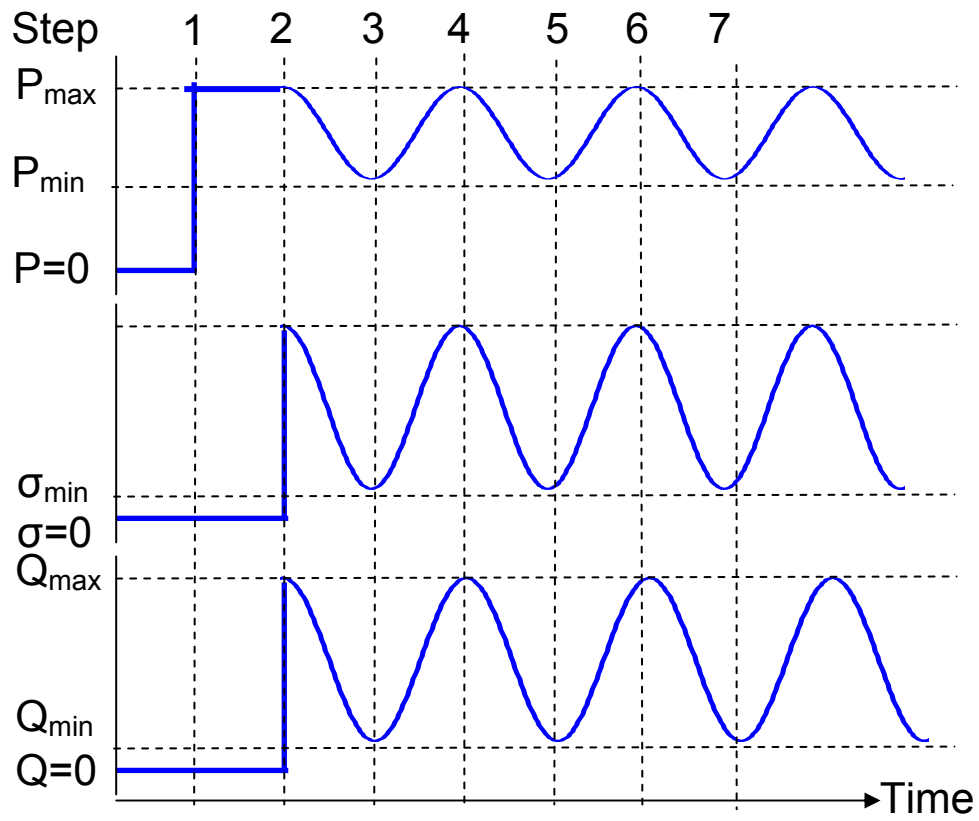 Step 1 2 3 4 5 6 7
Pmax
Pmin
P=0
σmin
σ=0
Qmax
Qmin
Q=0
Time